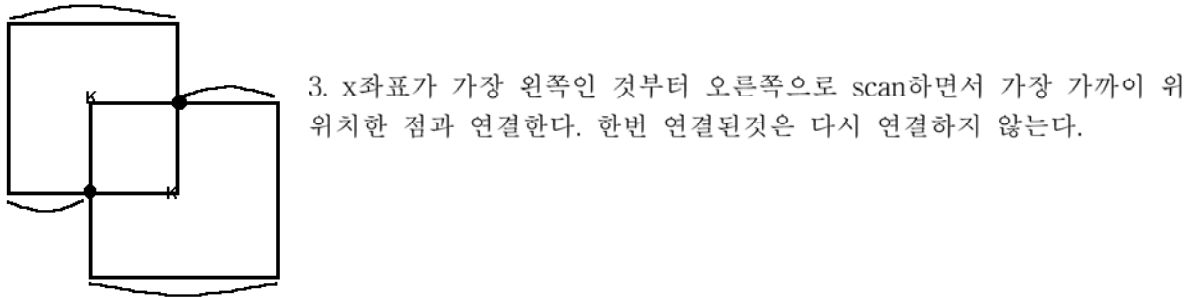 K
3. x좌표가 가장 왼쪽인 것부터 오른쪽으로 scan하면서 가장 가까이 위
위치한 점과 연결한다. 한번 연결된것은 다시 연결하지 않는다.
K